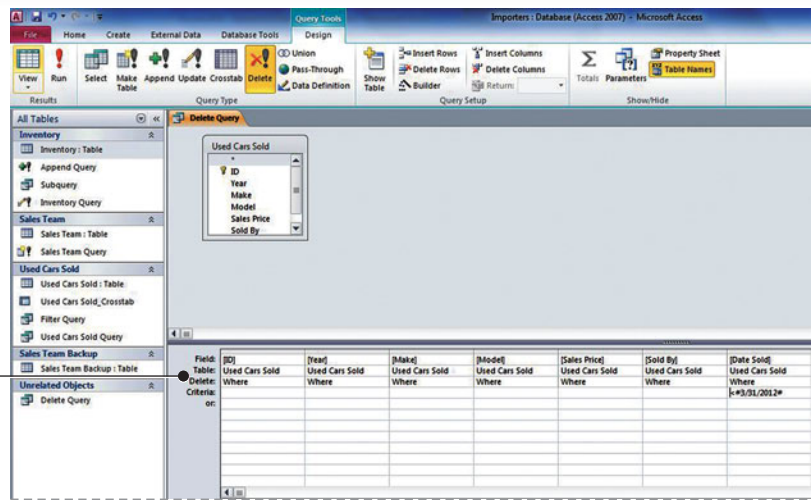 Query Tools
Importers : Database (Access 2007) - Microsoft Access
File Home Create External Data Database Tools Design
View
Run
Select
Make Table
Append
Update
Crosstab
Delete
Union
Pass-Through
Data Definition
Show Table
Insert Rows
Delete Rows
Builder
Insert Columns
Delete Columns
Return:
Totals
Parameters
Property Sheet
Table Names
Results
Query Type
Query Setup
Show/Hide
All Tables
Delete Query
Inventory
Inventory : Table
Append Query
Subquery
Inventory Query
Sales Team
Sales Team : Table
Sales Team Query
Used Cars Sold
Used Cars Sold : Table
Used Cars Sold_Crosstab
Filter Query
Used Cars Sold Query
Sales Team Backup
Sales Team Backup : Table
Unrelated Objects
Delete Query
Used Cars Sold
*
ID
Year
Make
Model
Sales Price
Sold By
Field: [ID] [Year] [Make] [Model] [Sales Price] [Sold By] [Date Sold]
Table: Used Cars Sold Used Cars Sold Used Cars Sold Used Cars Sold Used Cars Sold Used Cars Sold Used Cars Sold
Delete: Where Where Where Where Where Where Where
Criteria: <#3/31/2012#
or: